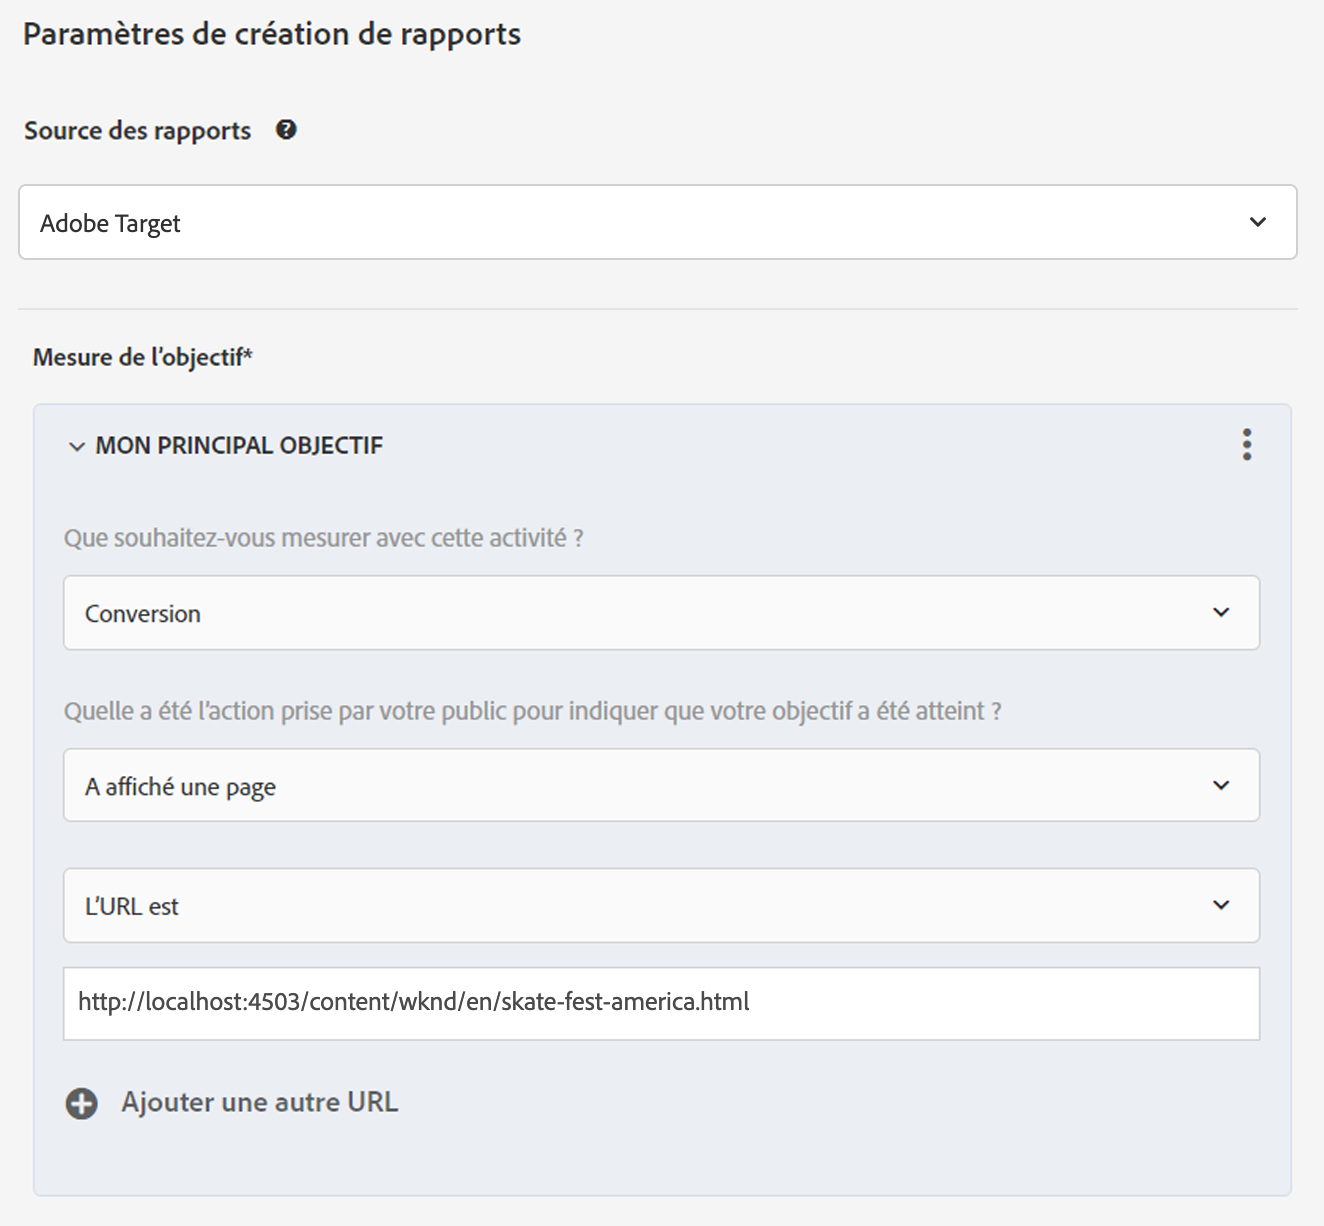 Paramètres de création de rapports
Source des rapports
Adobe Target
Mesure de l’objectif*
MON PRINCIPAL OBJECTIF
Que souhaitez-vous mesurer avec cette activité ?
Conversion
Quelle a été l’action prise par votre public pour indiquer que votre objectif a été atteint ?
A affiché une page
L’URL est
http://localhost:4503/content/wknd/en/skate-fest-america.html
Ajouter une autre URL